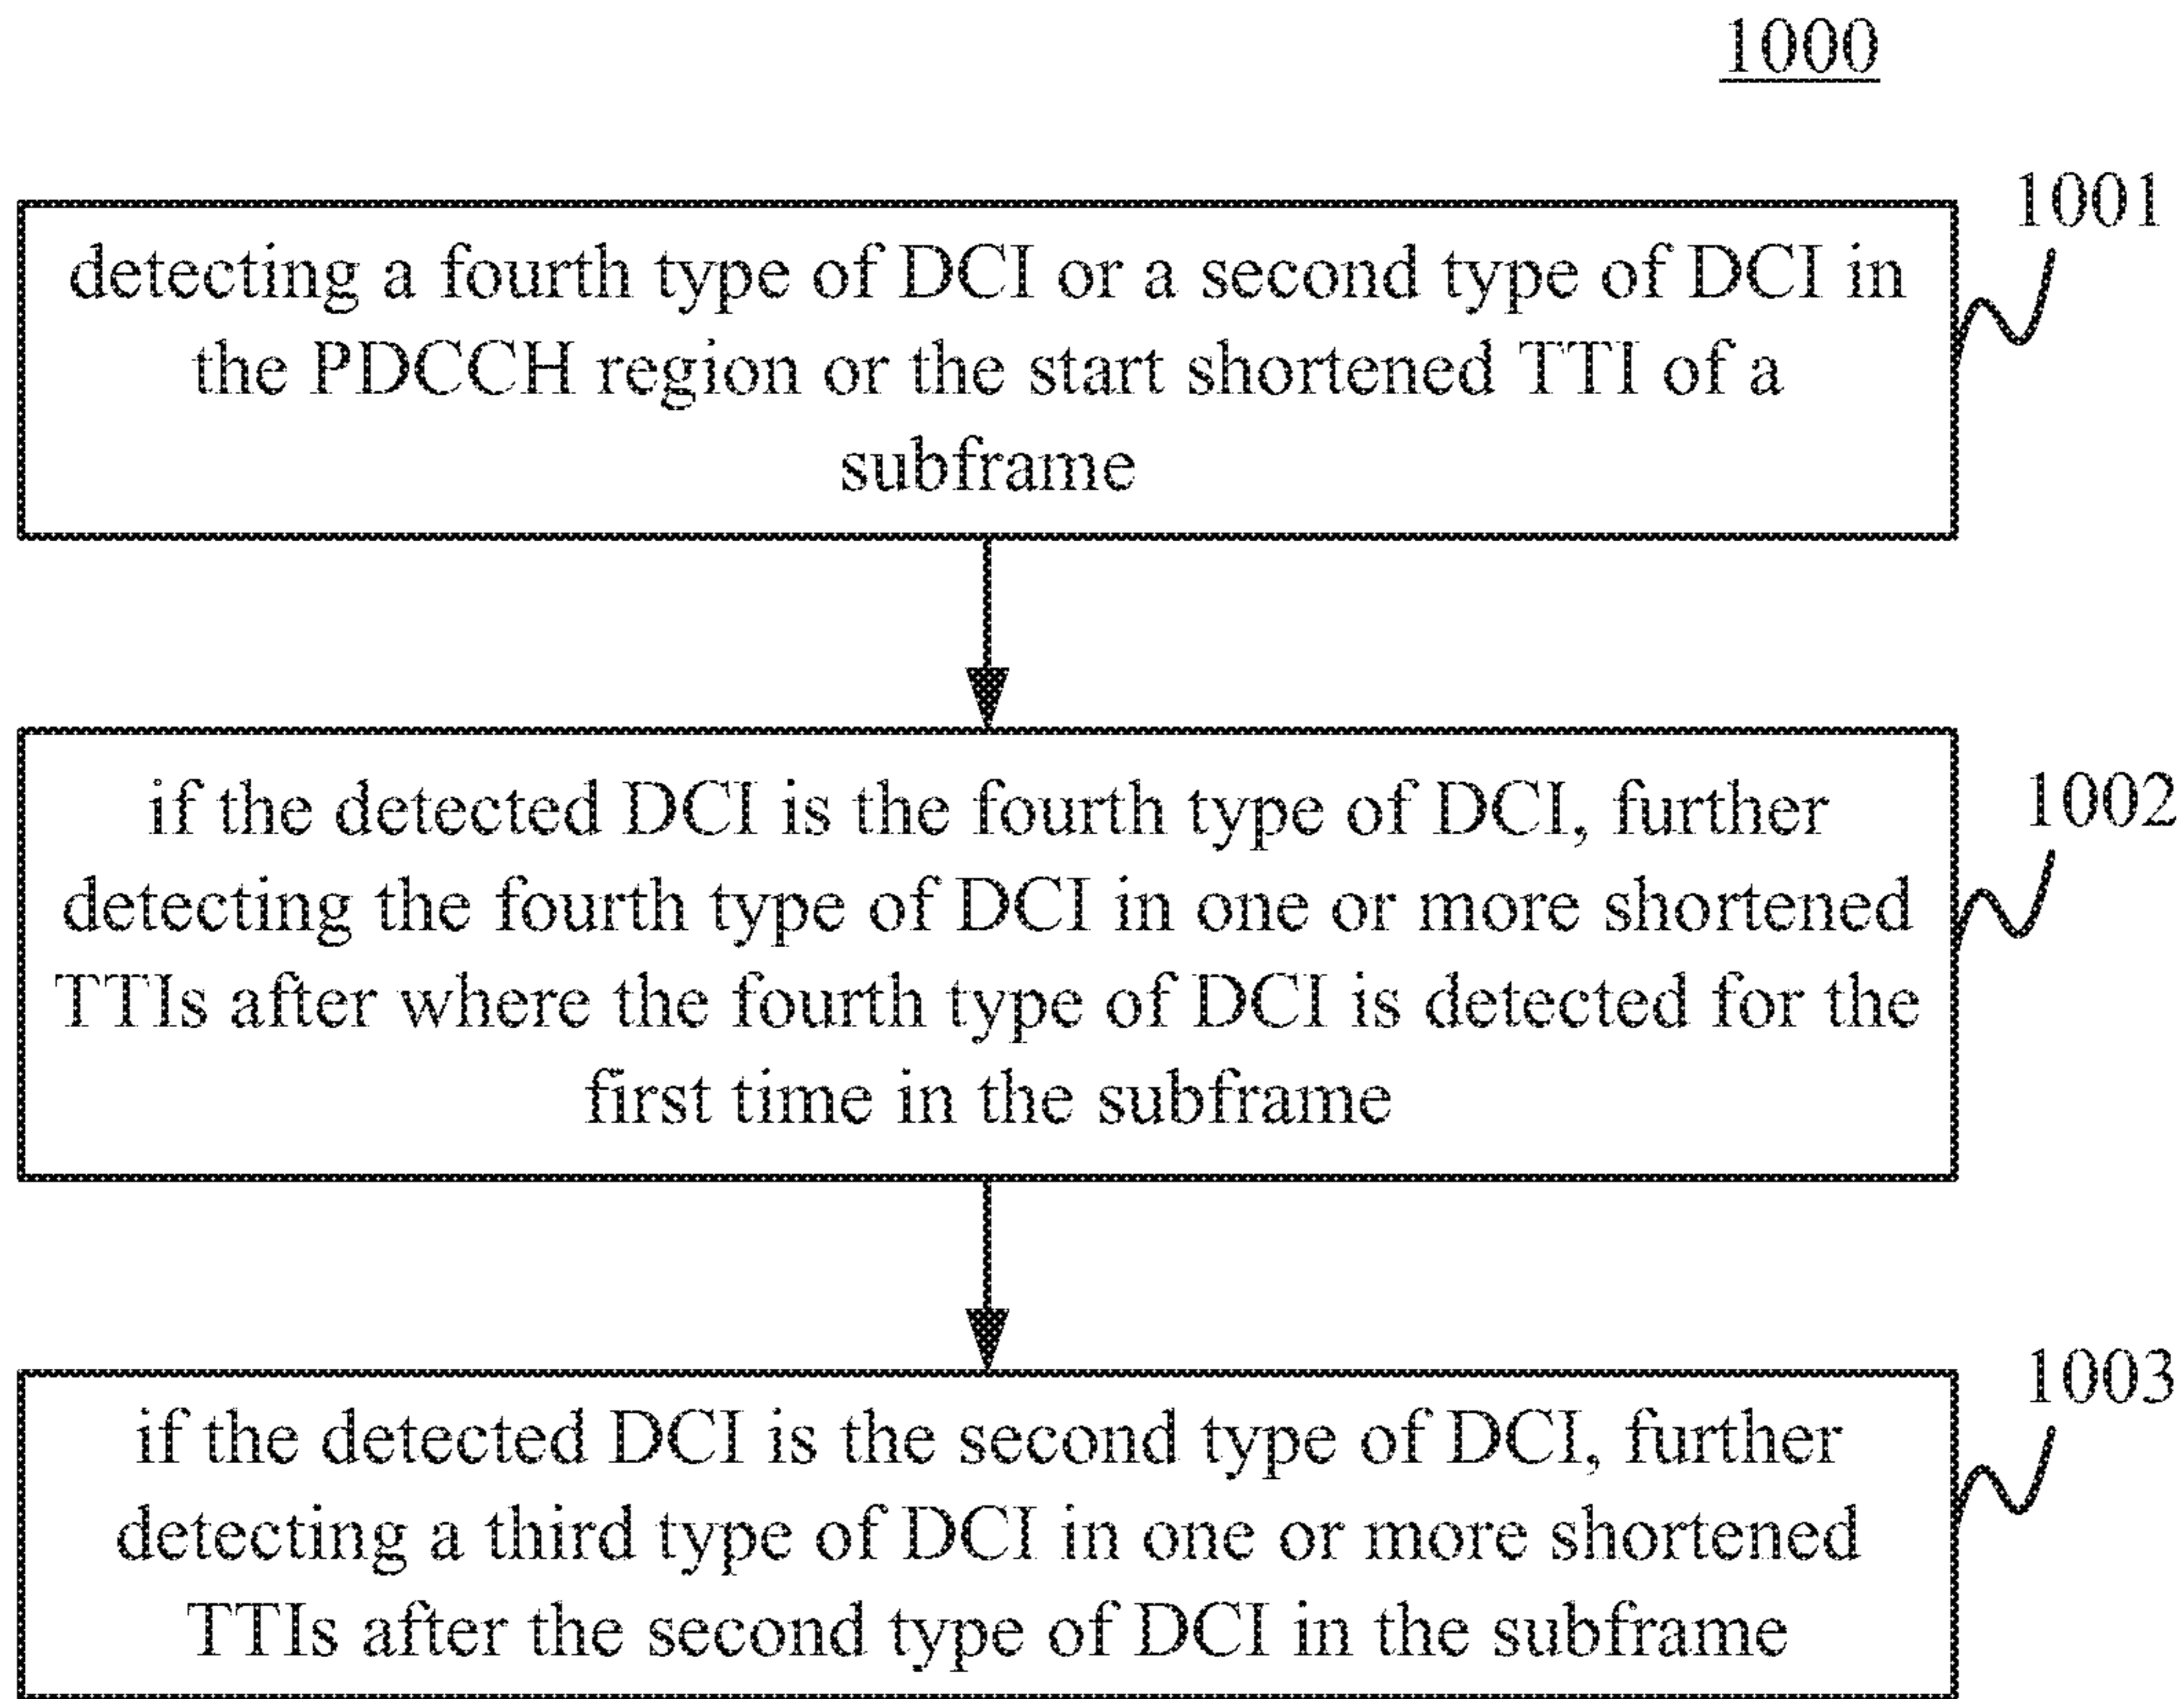 1000
1001
detecting a fourth type of DCI or a second type of DCI in
the PDCCH region or the start shortened TTI of a
subframe
1002
if the detected DCI is the fourth type of DCI, further
detecting the fourth type of DCI in one or more shortened
TTIs after where the fourth type of DCI is detected for the
first time in the subframe
1003
if the detected DCI is the second type of DCI, further
detecting a third type of DCI in one or more shortened
TTIs after the second type of DCI in the subframe